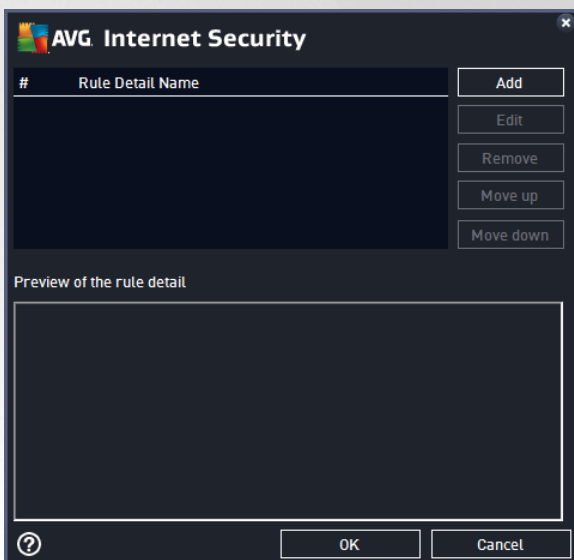 AVG. Internet Security
# Rule Detail Name
Add
Edit
Remove
Move up
Move down
Preview of the rule detail
?
OK
Cancel